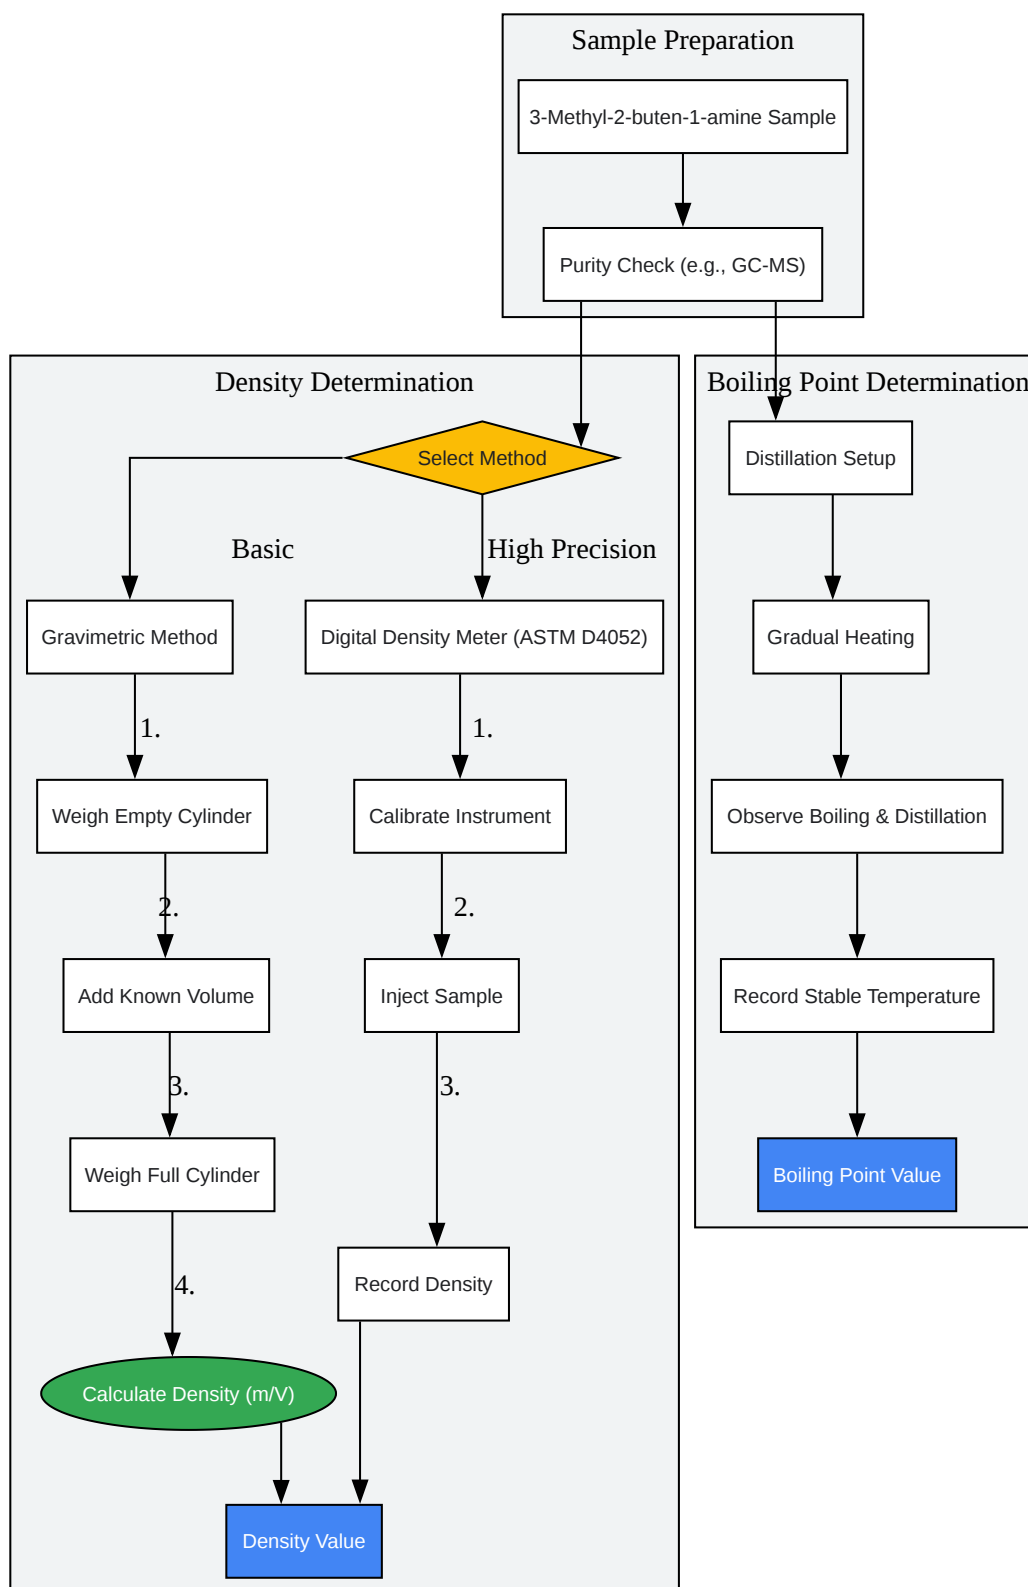 Sample Preparation
3-Methyl-2-buten-1-amine Sample
Purity Check (e.g., GC-MS)
Density Determination
Select Method
Basic
High Precision
Gravimetric Method
Digital Density Meter (ASTM D4052)
1.
1.
Weigh Empty Cylinder
Calibrate Instrument
2.
2.
Add Known Volume
Inject Sample
3.
3.
Weigh Full Cylinder
4.
Record Density
Calculate Density (m/V)
Density Value
Boiling Point Determination
Distillation Setup
Gradual Heating
Observe Boiling & Distillation
Record Stable Temperature
Boiling Point Value